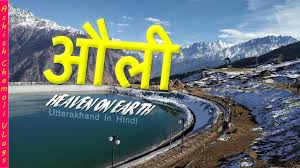 Ashish Chamoli VLogs
औली
HEAVEN ON EARTH
Uttarakhand in Hindi